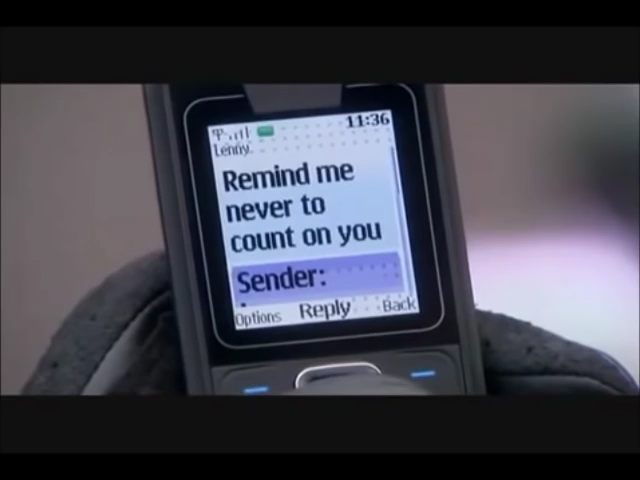 11:36
Lenny
Remind me
never to
count on you
Sender:
Options Reply Back